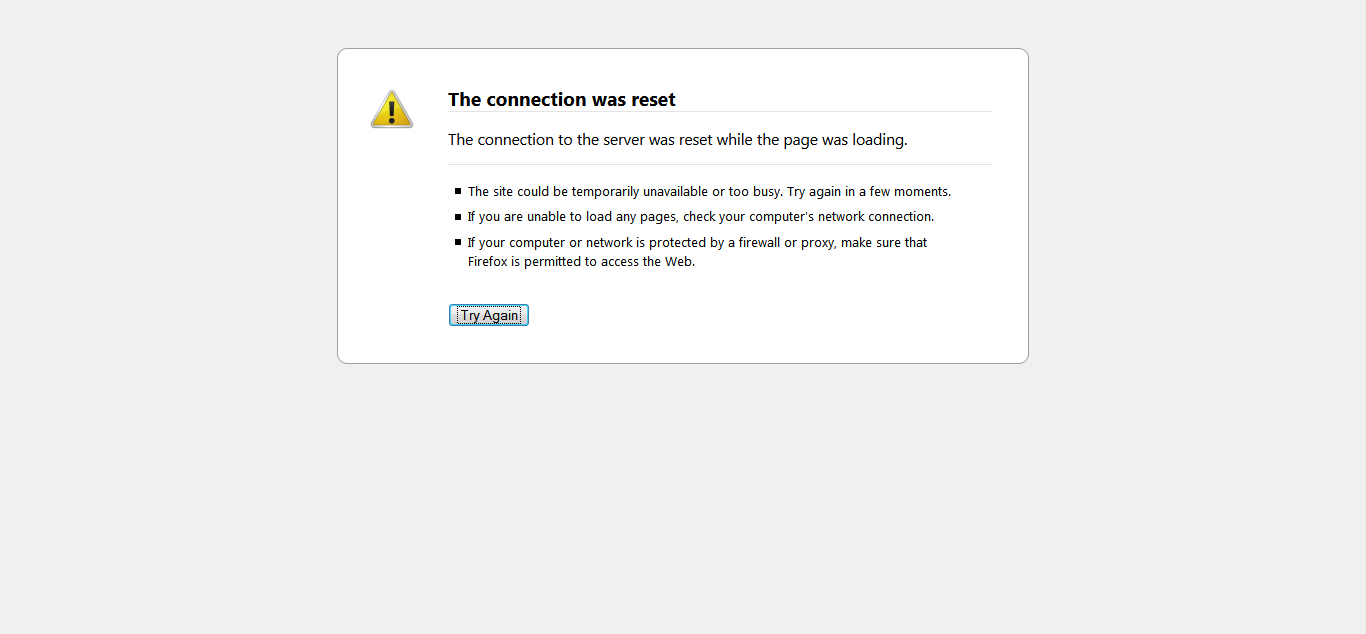 The connection was reset
The connection to the server was reset while the page was loading.
The site could be temporarily unavailable or too busy. Try again in a few moments.
If you are unable to load any pages, check your computer's network connection.
If your computer or network is protected by a firewall or proxy, make sure that
Firefox is permitted to access the Web.
Try Again